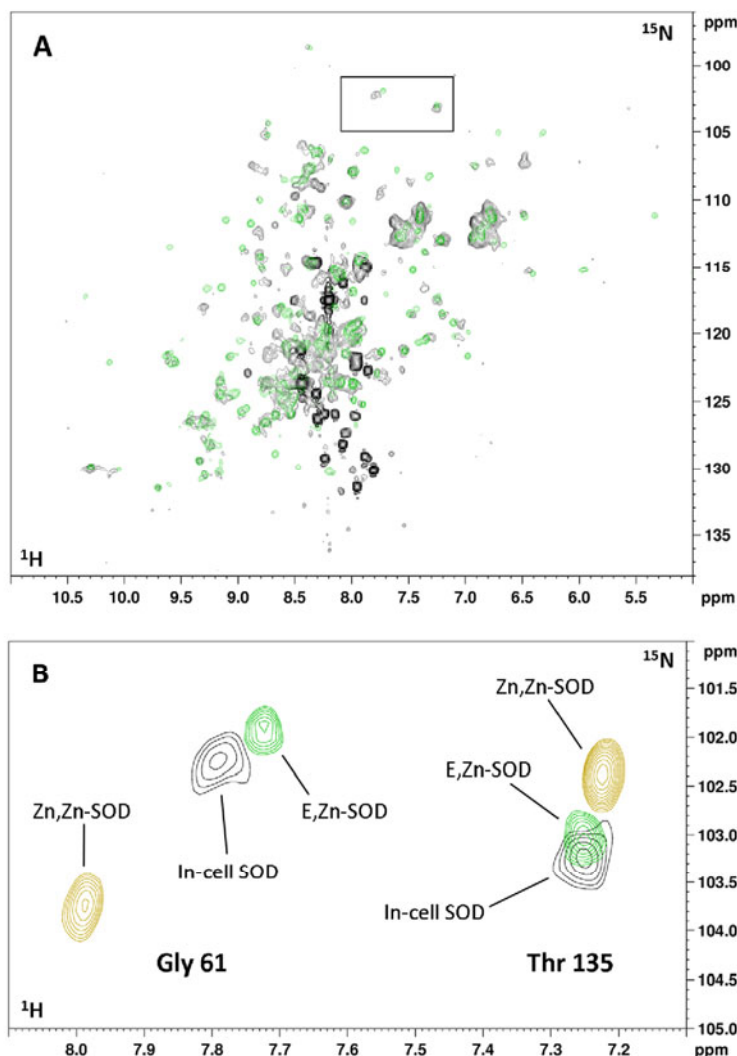 A
15N
ppm
100
105
110
115
120
125
130
135
1H
10.5 10.0 9.5 9.0 8.5 8.0 7.5 7.0 6.5 6.0 5.5 ppm
B
15N
ppm
Zn,Zn-SOD
101.5
102.0
E,Zn-SOD
102.5
Zn,Zn-SOD
E,Zn-SOD
103.0
In-cell SOD
103.5
In-cell SOD
104.0
Gly 61
Thr 135
104.5
1H
105.0
8.0 7.9 7.8 7.7 7.6 7.5 7.4 7.3 7.2 ppm